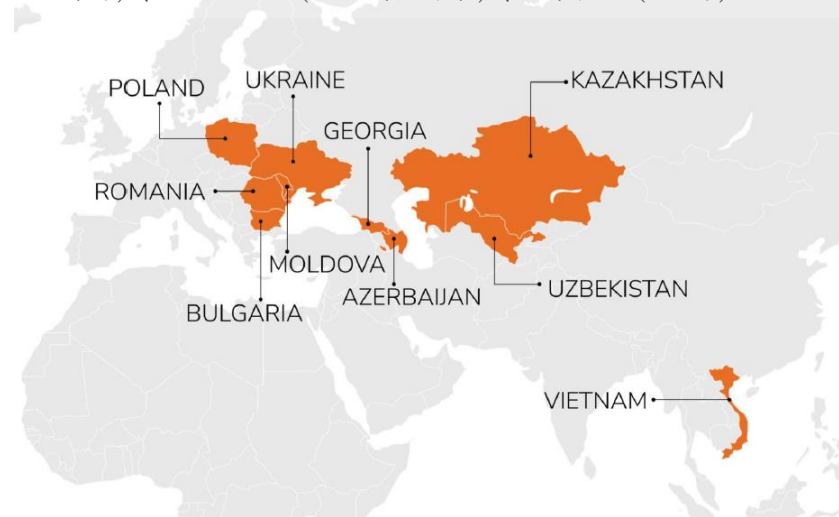 POLAND
UKRAINE
KAZAKHSTAN
GEORGIA
ROMANIA
MOLDOVA
AZERBAIJAN
UZBEKISTAN
BULGARIA
VIETNAM